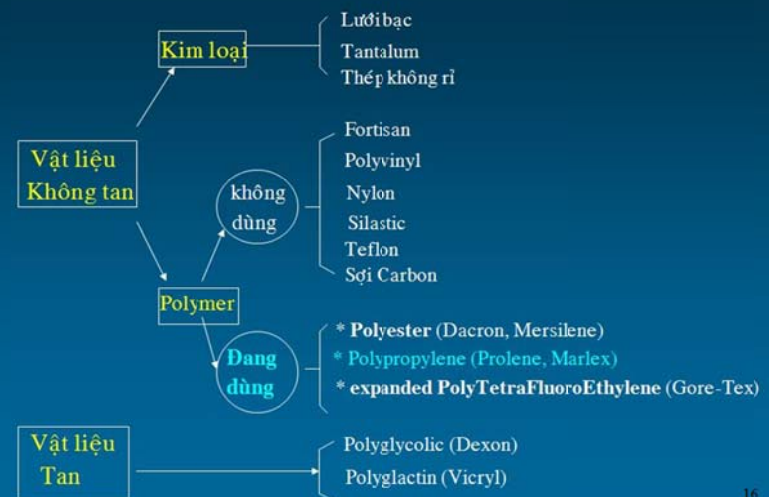 Kim loại
Lưới bạc
Tantalum
Thép không rỉ
Vật liệu
Không tan
không
dùng
Fortisan
Polyvinyl
Nylon
Silastic
Teflon
Sợi Carbon
Polymer
Đang
dùng
* Polyester (Dacron, Mersilene)
* Polypropylene (Prolene, Marlex)
* expanded PolyTetraFluoroEthylene (Gore-Tex)
Vật liệu
Tan
Polyglycolic (Dexon)
Polyglactin (Vicryl)
16